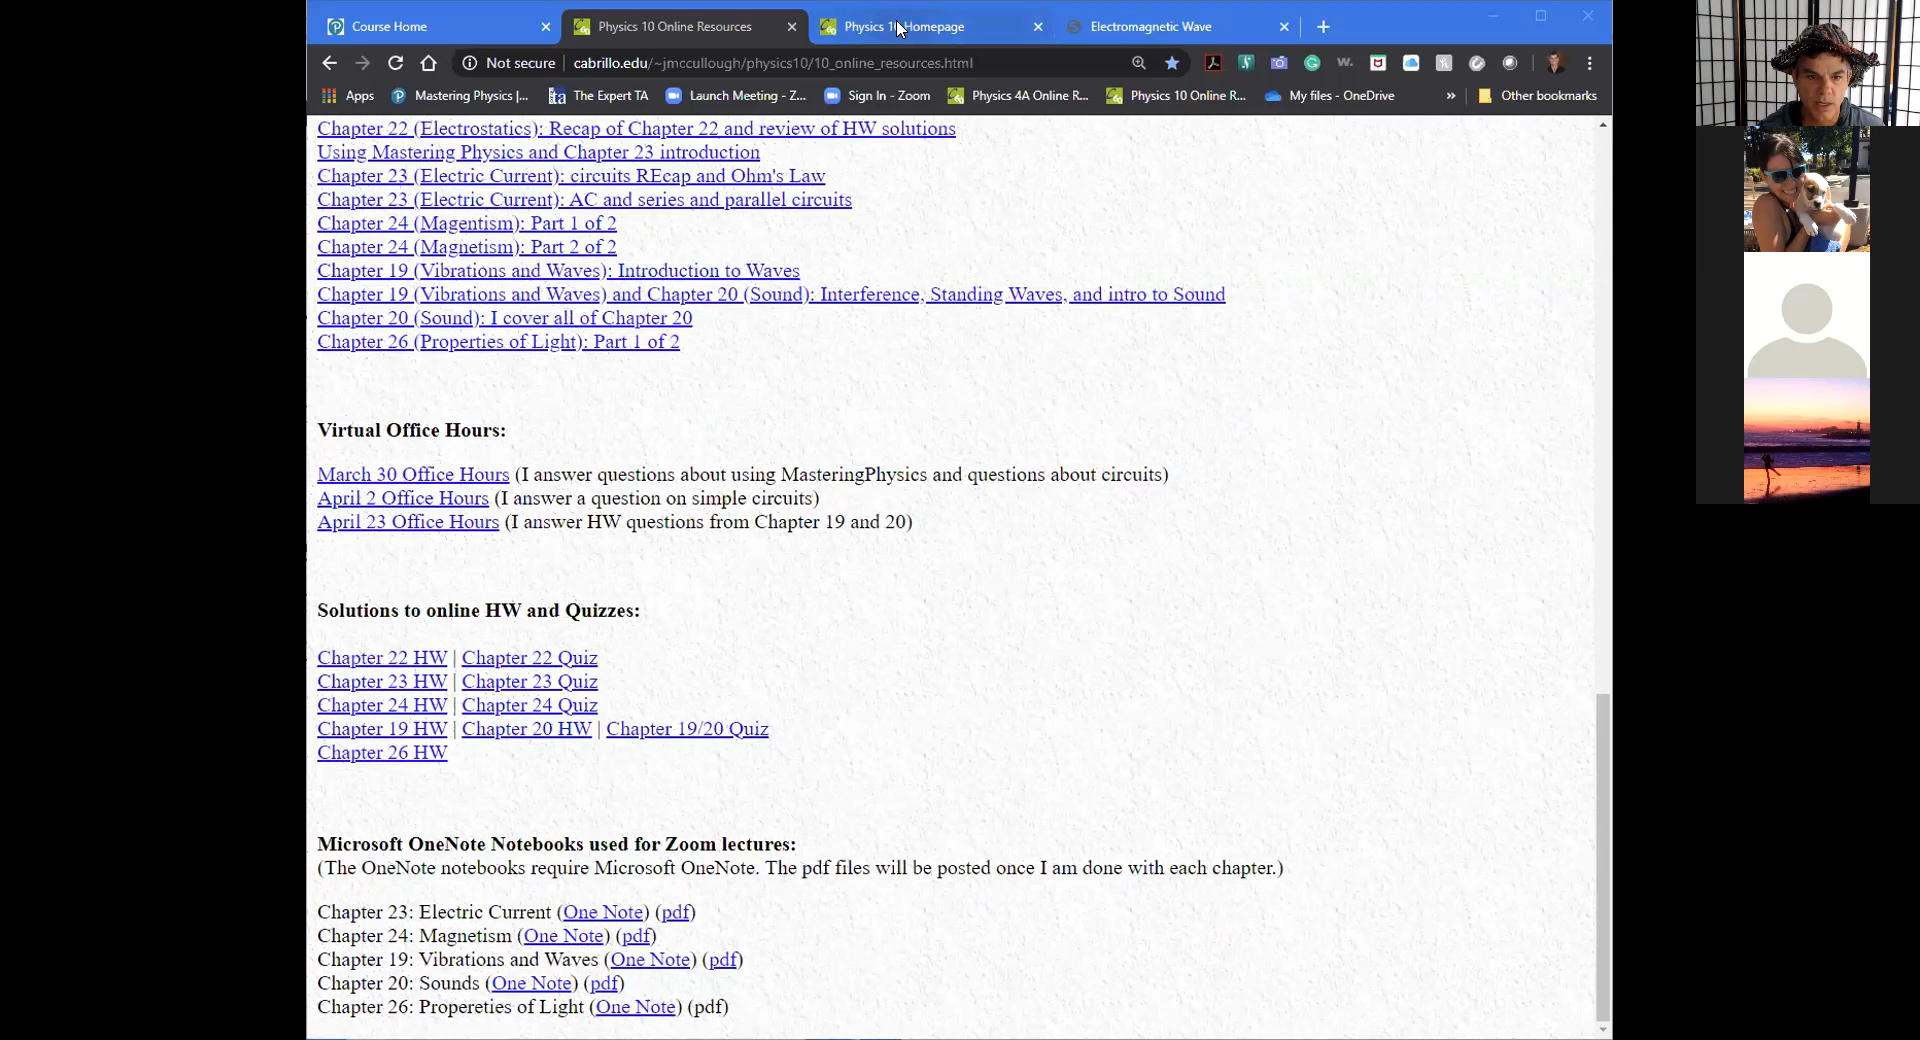 Course Home
Physics 10 Online Resources
Physics 10 Homepage
Electromagnetic Wave
Not secure
cabrillo.edu/~jmccullough/physics10/10_online_resources.html
Apps
Mastering Physics |...
The Expert TA
Launch Meeting - Z...
Sign In - Zoom
Physics 4A Online R...
Physics 10 Online R...
My files - OneDrive
»
Other bookmarks
Chapter 22 (Electrostatics): Recap of Chapter 22 and review of HW solutions
Using Mastering Physics and Chapter 23 introduction
Chapter 23 (Electric Current): circuits REcap and Ohm's Law
Chapter 23 (Electric Current): AC and series and parallel circuits
Chapter 24 (Magentism): Part 1 of 2
Chapter 24 (Magnetism): Part 2 of 2
Chapter 19 (Vibrations and Waves): Introduction to Waves
Chapter 19 (Vibrations and Waves) and Chapter 20 (Sound): Interference, Standing Waves, and intro to Sound
Chapter 20 (Sound): I cover all of Chapter 20
Chapter 26 (Properties of Light): Part 1 of 2
Virtual Office Hours:
March 30 Office Hours (I answer questions about using MasteringPhysics and questions about circuits)
April 2 Office Hours (I answer a question on simple circuits)
April 23 Office Hours (I answer HW questions from Chapter 19 and 20)
Solutions to online HW and Quizzes:
Chapter 22 HW | Chapter 22 Quiz
Chapter 23 HW | Chapter 23 Quiz
Chapter 24 HW | Chapter 24 Quiz
Chapter 19 HW | Chapter 20 HW | Chapter 19/20 Quiz
Chapter 26 HW
Microsoft OneNote Notebooks used for Zoom lectures:
(The OneNote notebooks require Microsoft OneNote. The pdf files will be posted once I am done with each chapter.)
Chapter 23: Electric Current (One Note) (pdf)
Chapter 24: Magnetism (One Note) (pdf)
Chapter 19: Vibrations and Waves (One Note) (pdf)
Chapter 20: Sounds (One Note) (pdf)
Chapter 26: Propereties of Light (One Note) (pdf)